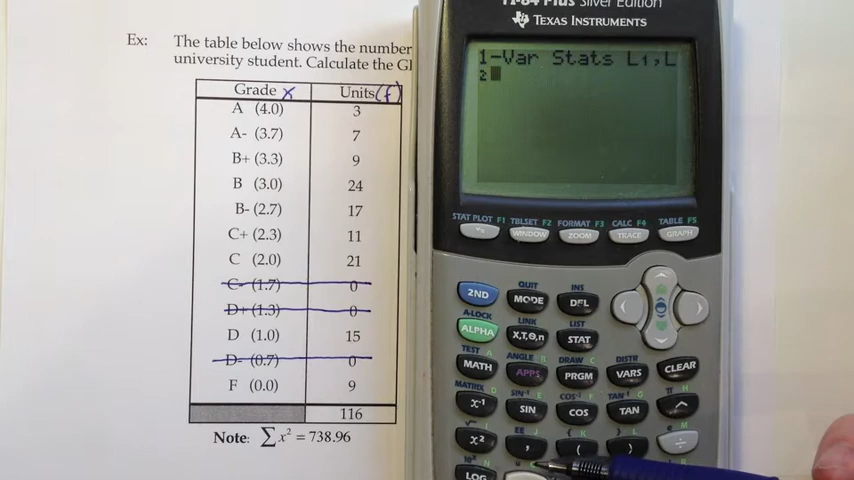 TI-84 Plus Silver Edition
TEXAS INSTRUMENTS
Ex: The table below shows the number
university student. Calculate the
Grade x Units (f)
A (4.0) 3
A- (3.7) 7
B+ (3.3) 9
B (3.0) 24
B- (2.7) 17
C+ (2.3) 11
C (2.0) 21
C- (1.7) 0
D+ (1.3) 0
D (1.0) 15
D- (0.7) 0
F (0.0) 9
116
Note: ∑x² = 738.96
1-Var Stats L1,L
2
STAT PLOT F1 TBLSET F2 FORMAT F3 CALC F4 TABLE F5
Y= WINDOW ZOOM TRACE GRAPH
QUIT INS
2ND MODE DEL
A-LOCK LINK LIST
ALPHA X,T,Θ,n STAT
TEST A ANGLE B DRAW C DISTR
MATH APPS PRGM VARS CLEAR
MATRIX D SIN⁻¹ E COS⁻¹ F TAN⁻¹ G π H
x⁻¹ SIN COS TAN ^
√ I EE J { K } L e M
x² , ( ) ÷
10ˣ N
LOG